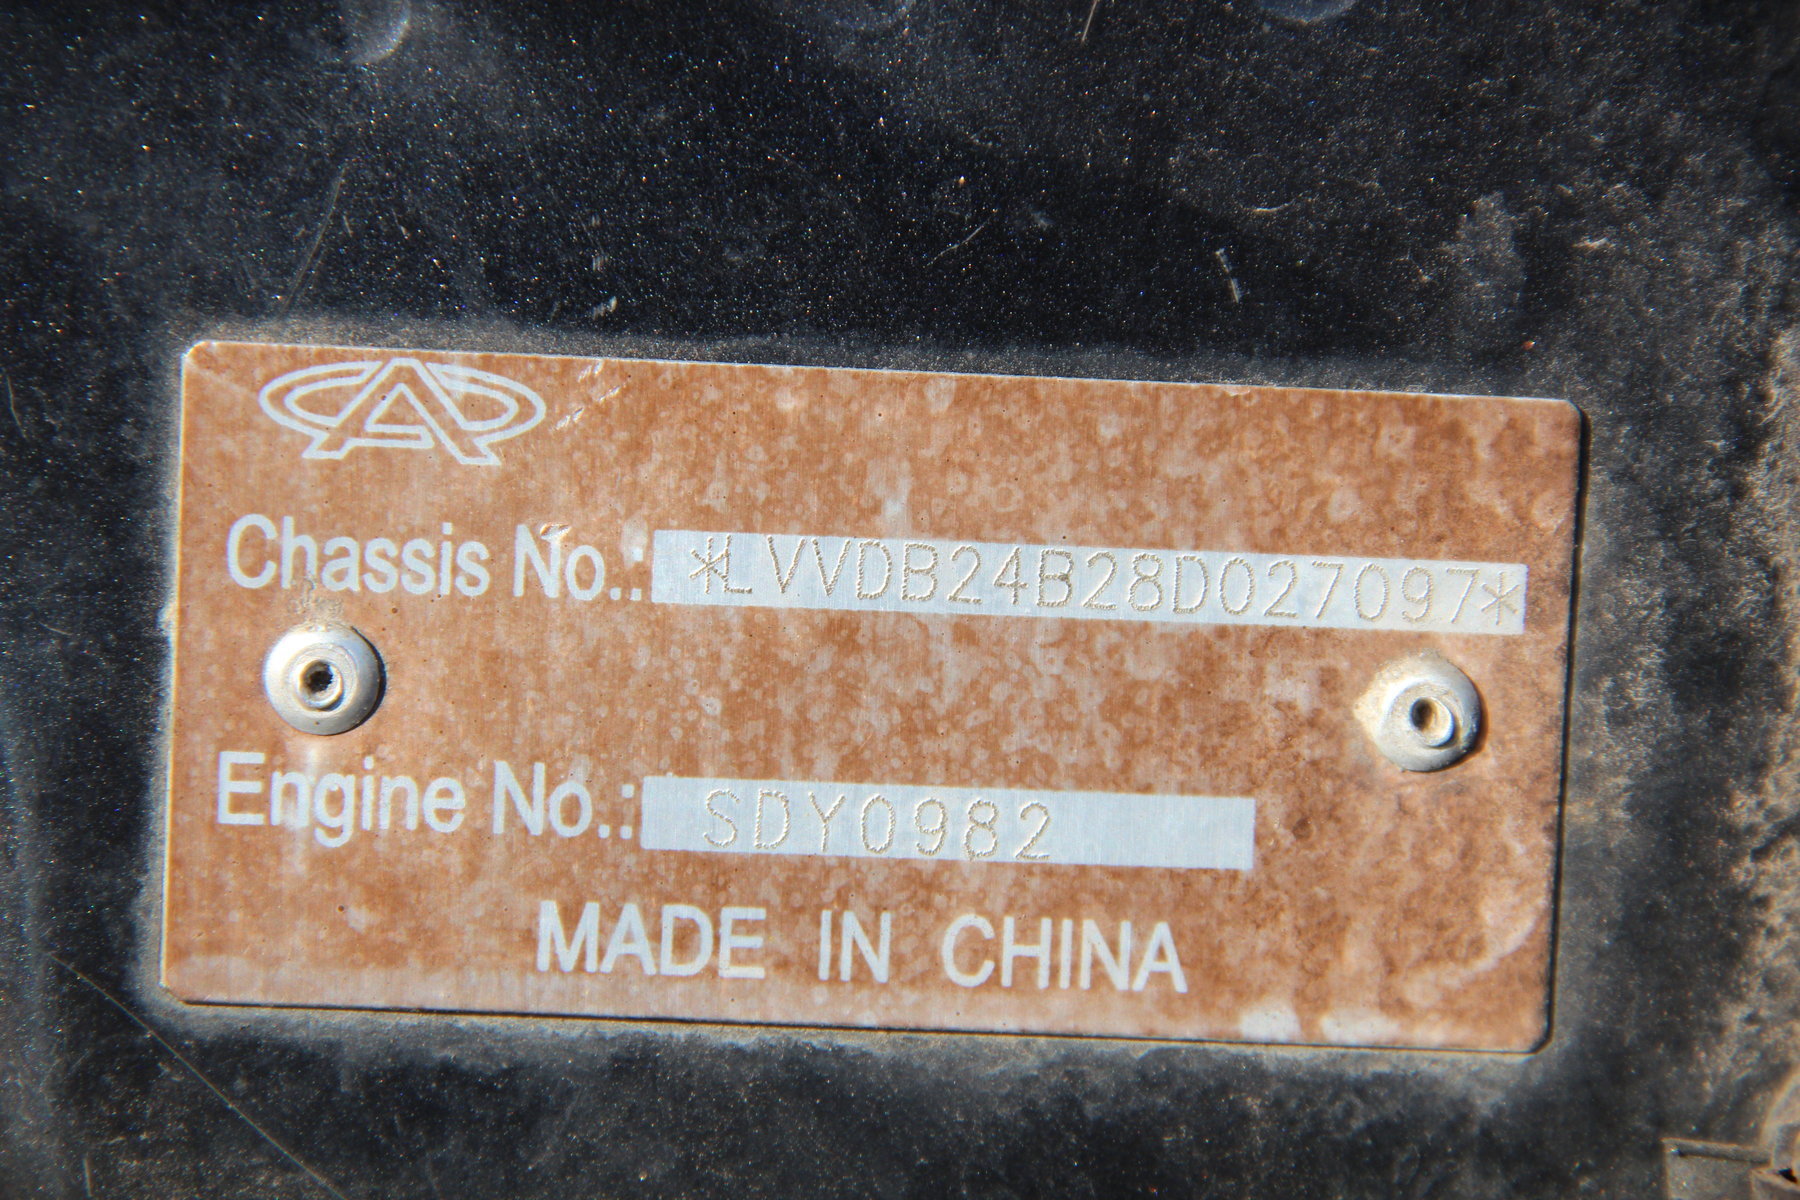 Chassis No.: *LVVDB24B28D027097*
Engine No.: SDY0982
MADE IN CHINA